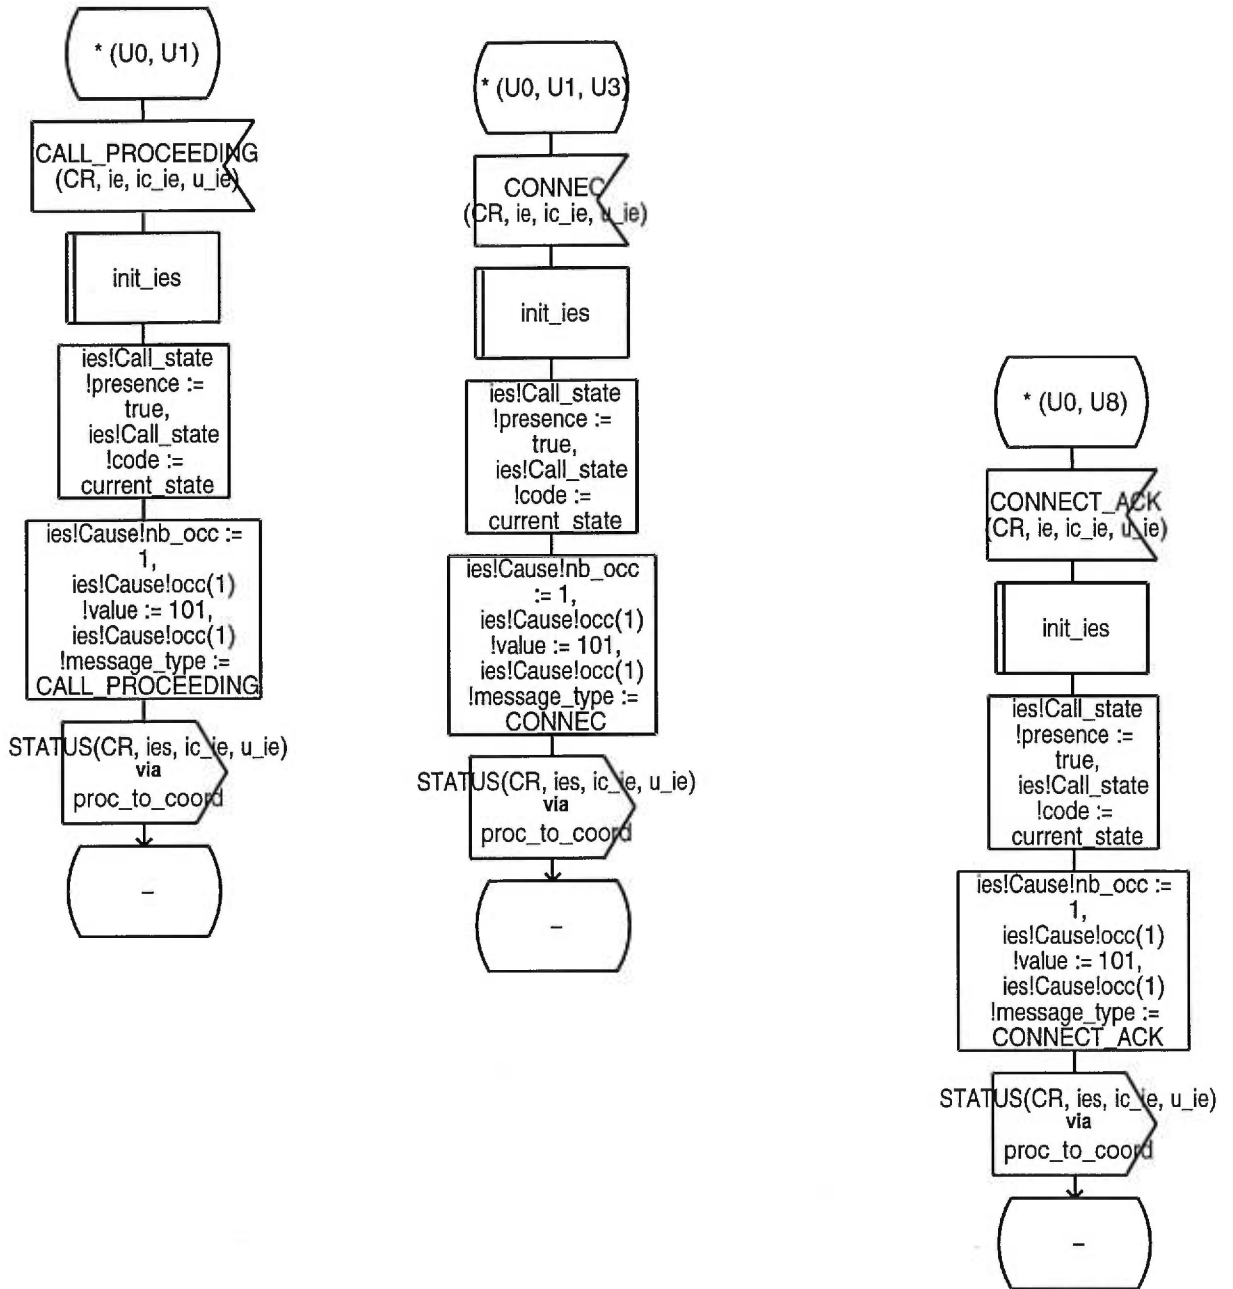 * (U0, U1)
CALL_PROCEEDING
(CR, ie, ic_ie, u_ie)
init_ies
ies!Call_state
!presence :=
true,
ies!Call_state
!code :=
current_state
ies!Cause!nb_occ :=
1,
ies!Cause!occ(1)
!value := 101,
ies!Cause!occ(1)
!message_type :=
CALL_PROCEEDING
STATUS(CR, ies, ic_ie, u_ie)
via
proc_to_coord
–
* (U0, U1, U3)
CONNEC
(CR, ie, ic_ie, u_ie)
init_ies
ies!Call_state
!presence :=
true,
ies!Call_state
!code :=
current_state
ies!Cause!nb_occ
:= 1,
ies!Cause!occ(1)
!value := 101,
ies!Cause!occ(1)
!message_type :=
CONNEC
STATUS(CR, ies, ic_ie, u_ie)
via
proc_to_coord
–
* (U0, U8)
CONNECT_ACK
(CR, ie, ic_ie, u_ie)
init_ies
ies!Call_state
!presence :=
true,
ies!Call_state
!code :=
current_state
ies!Cause!nb_occ :=
1,
ies!Cause!occ(1)
!value := 101,
ies!Cause!occ(1)
!message_type :=
CONNECT_ACK
STATUS(CR, ies, ic_ie, u_ie)
via
proc_to_coord
–